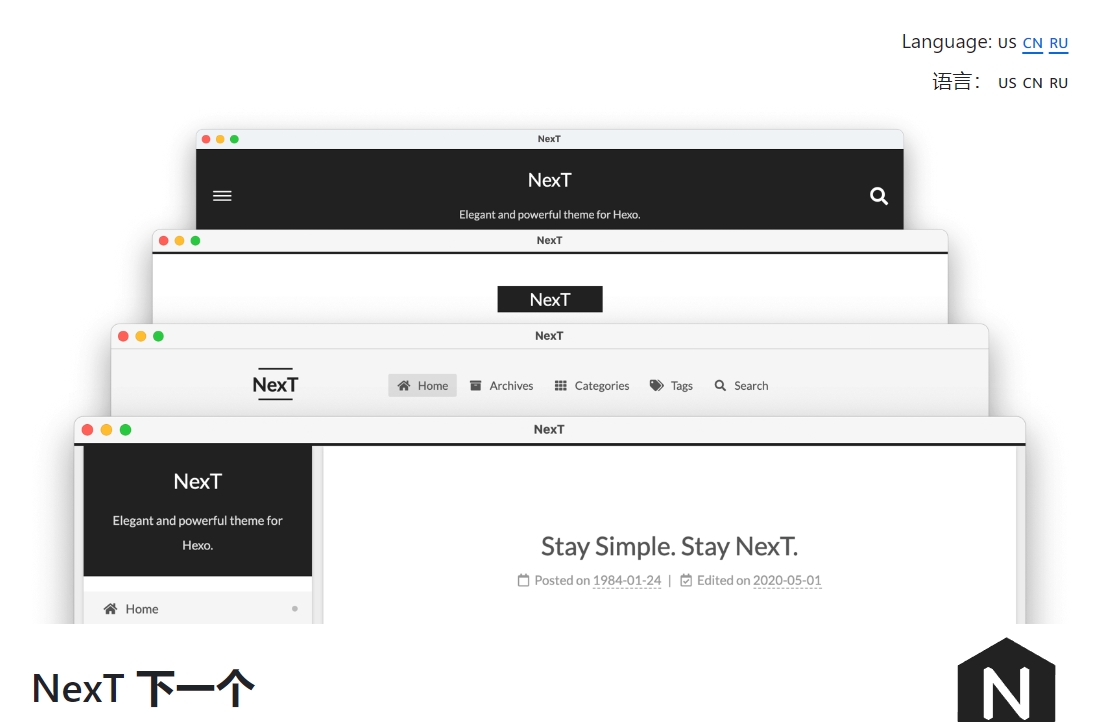 Language: US CN RU
语言： US CN RU
NexT
NexT
Elegant and powerful theme for Hexo.
NexT
NexT
NexT
NexT Home Archives Categories Tags Search
NexT
NexT
Elegant and powerful theme for
Hexo.
Stay Simple. Stay NexT.
Posted on 1984-01-24 | Edited on 2020-05-01
Home
NexT 下一个
N